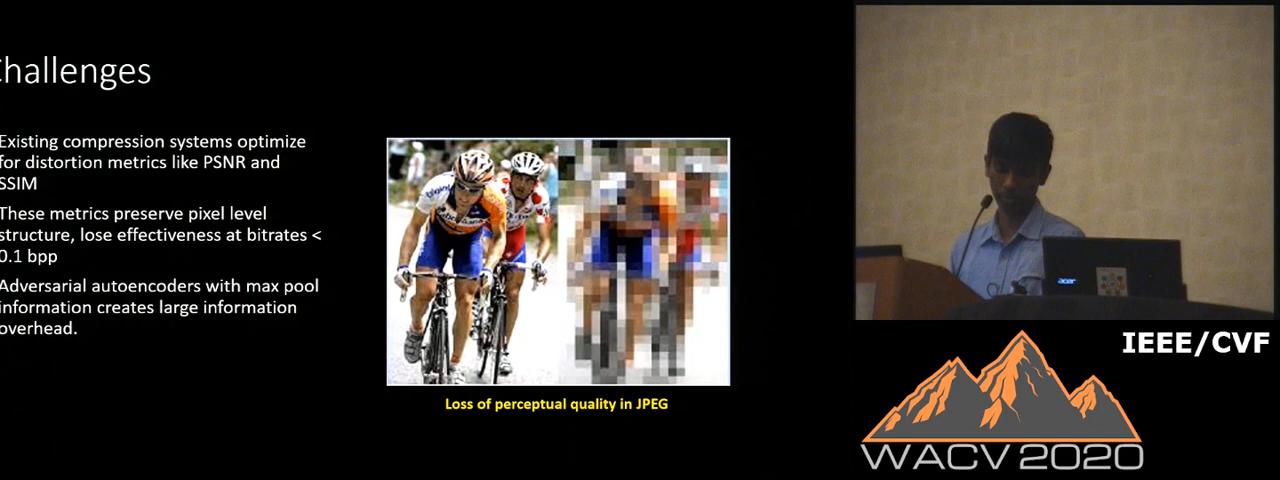 Challenges
Existing compression systems optimize
for distortion metrics like PSNR and
SSIM
These metrics preserve pixel level
structure, lose effectiveness at bitrates <
0.1 bpp
Adversarial autoencoders with max pool
information creates large information
overhead.
Loss of perceptual quality in JPEG
acer
IEEE/CVF
WACV 2020